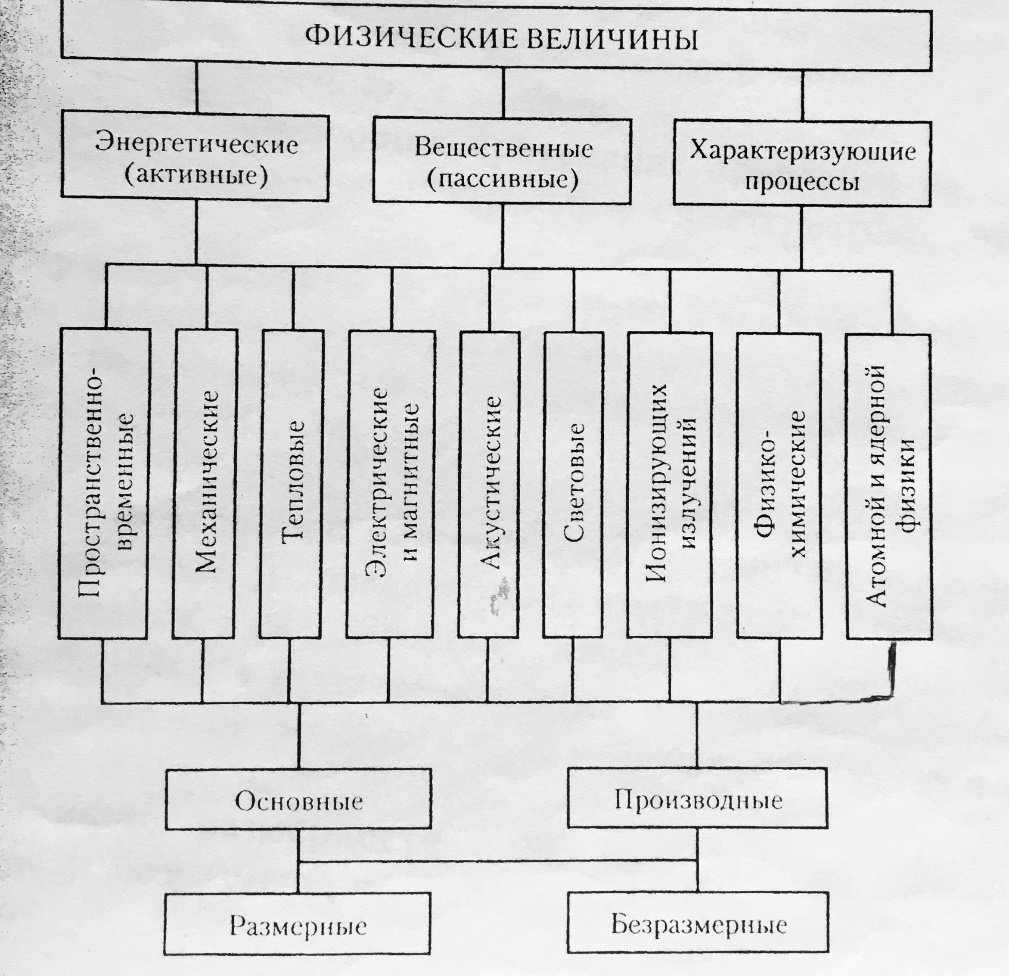 ФИЗИЧЕСКИЕ ВЕЛИЧИНЫ
Энергетические
(активные)
Вещественные
(пассивные)
Характеризующие
процессы
Пространственно-
временные
Механические
Тепловые
Электрические
и магнитные
Акустические
Световые
Ионизирующих
излучений
Физико-
химические
Атомной и ядерной
физики
Основные
Производные
Размерные
Безразмерные